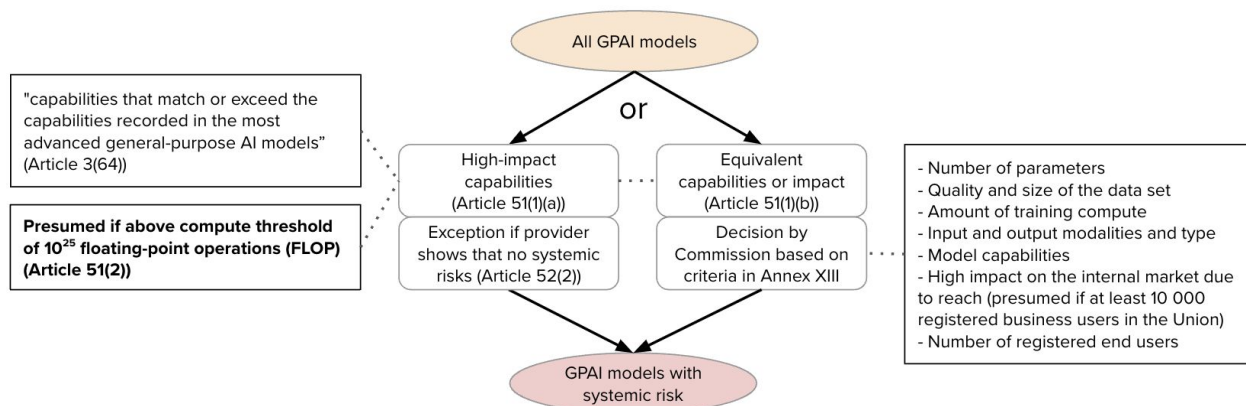 All GPAI models
or
"capabilities that match or exceed the
capabilities recorded in the most
advanced general-purpose AI models”
(Article 3(64))
Presumed if above compute threshold
of 10²⁵ floating-point operations (FLOP)
(Article 51(2))
High-impact
capabilities
(Article 51(1)(a))
Exception if provider
shows that no systemic
risks (Article 52(2))
Equivalent
capabilities or impact
(Article 51(1)(b))
Decision by
Commission based on
criteria in Annex XIII
- Number of parameters
- Quality and size of the data set
- Amount of training compute
- Input and output modalities and type
- Model capabilities
- High impact on the internal market due
to reach (presumed if at least 10 000
registered business users in the Union)
- Number of registered end users
GPAI models with
systemic risk